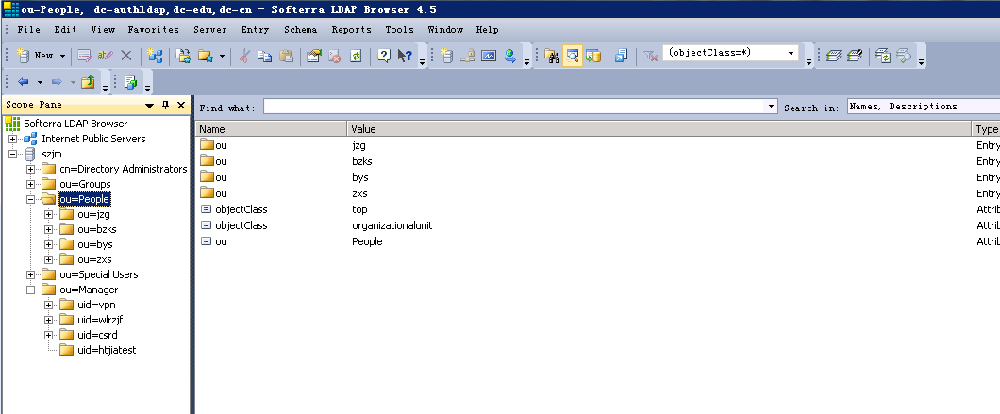 ou=People, dc=authldap,dc=edu,dc=cn - Softerra LDAP Browser 4.5
File Edit View Favorites Server Entry Schema Reports Tools Window Help
New (objectClass=*)
Scope Pane
Find what: Search in: Names, Descriptions
Softerra LDAP Browser
Internet Public Servers
szjm
cn=Directory Administrators
ou=Groups
ou=People
ou=jzg
ou=bzks
ou=bys
ou=zxs
ou=Special Users
ou=Manager
uid=vpn
uid=wlrzjf
uid=csrd
uid=htjiatest
Name Value Type
ou jzg Entry
ou bzks Entry
ou bys Entry
ou zxs Entry
objectClass top Attrib
objectClass organizationalunit Attrib
ou People Attrib